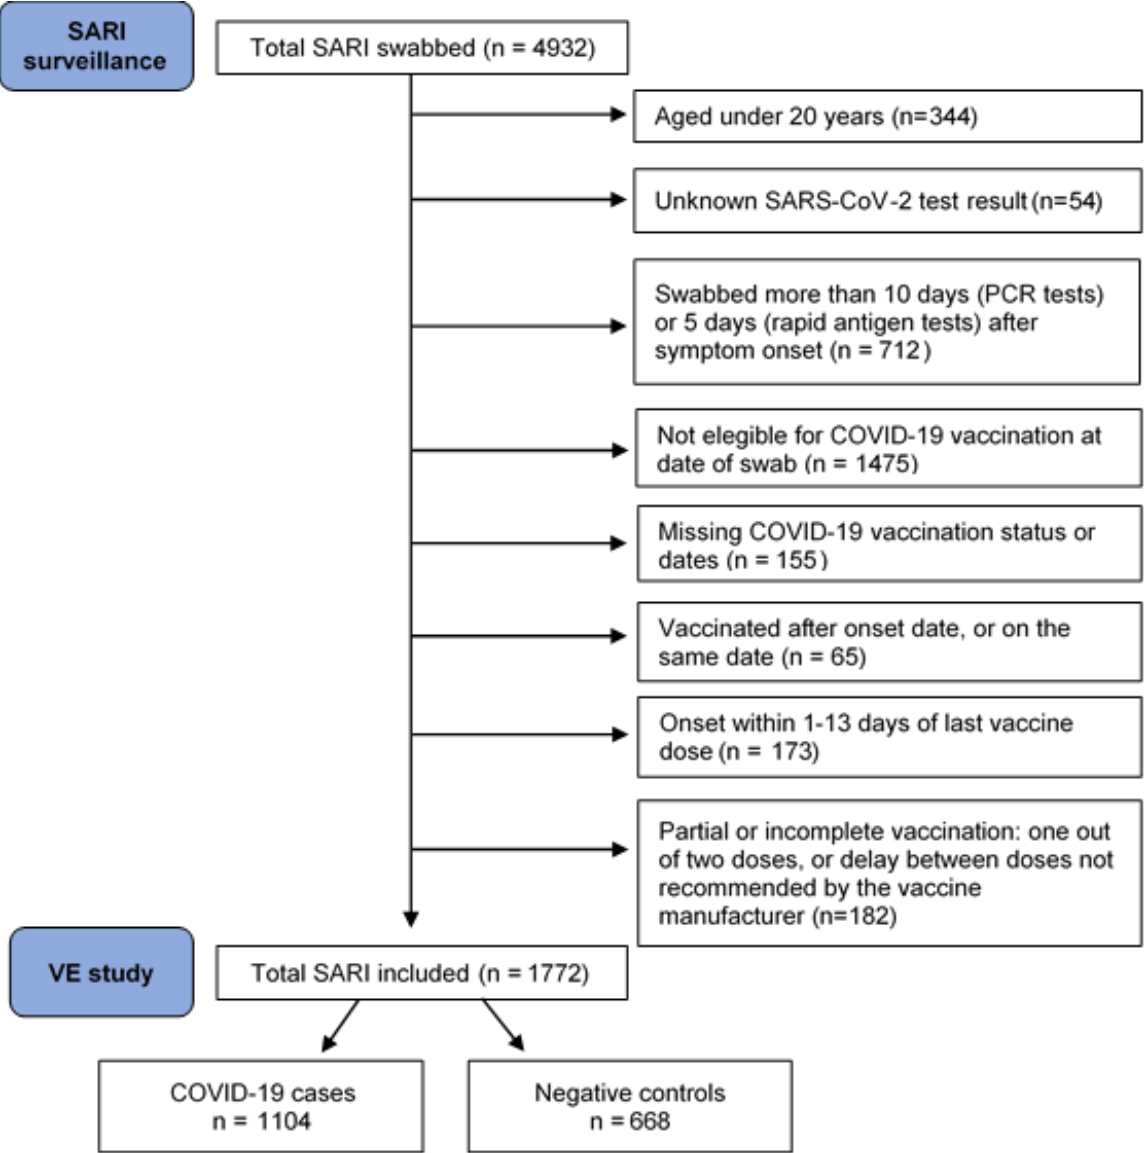 SARI
surveillance
Total SARI swabbed (n = 4932)
Aged under 20 years (n=344)
Unknown SARS-CoV-2 test result (n=54)
Swabbed more than 10 days (PCR tests)
or 5 days (rapid antigen tests) after
symptom onset (n = 712)
Not elegible for COVID-19 vaccination at
date of swab (n = 1475)
Missing COVID-19 vaccination status or
dates (n = 155)
Vaccinated after onset date, or on the
same date (n = 65)
Onset within 1-13 days of last vaccine
dose (n = 173)
Partial or incomplete vaccination: one out
of two doses, or delay between doses not
recommended by the vaccine
manufacturer (n=182)
VE study
Total SARI included (n = 1772)
COVID-19 cases
n = 1104
Negative controls
n = 668